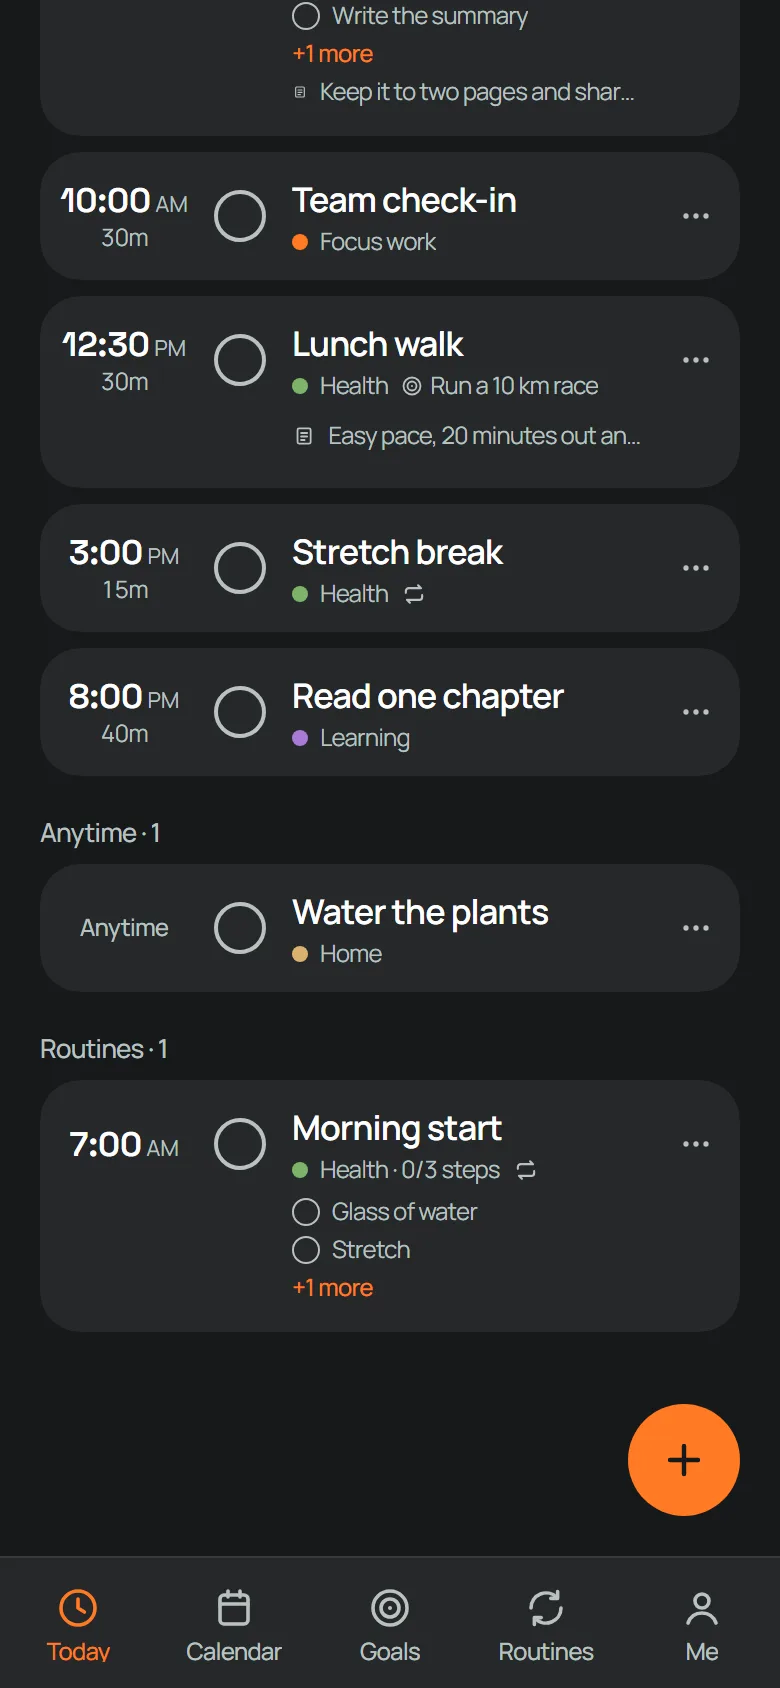 Write the summary
+1 more
Keep it to two pages and shar...
10:00 AM
30m
Team check-in
Focus work
12:30 PM
30m
Lunch walk
Health Run a 10 km race
Easy pace, 20 minutes out an...
3:00 PM
15m
Stretch break
Health
8:00 PM
40m
Read one chapter
Learning
Anytime · 1
Anytime
Water the plants
Home
Routines · 1
7:00 AM
Morning start
Health · 0/3 steps
Glass of water
Stretch
+1 more
Today
Calendar
Goals
Routines
Me